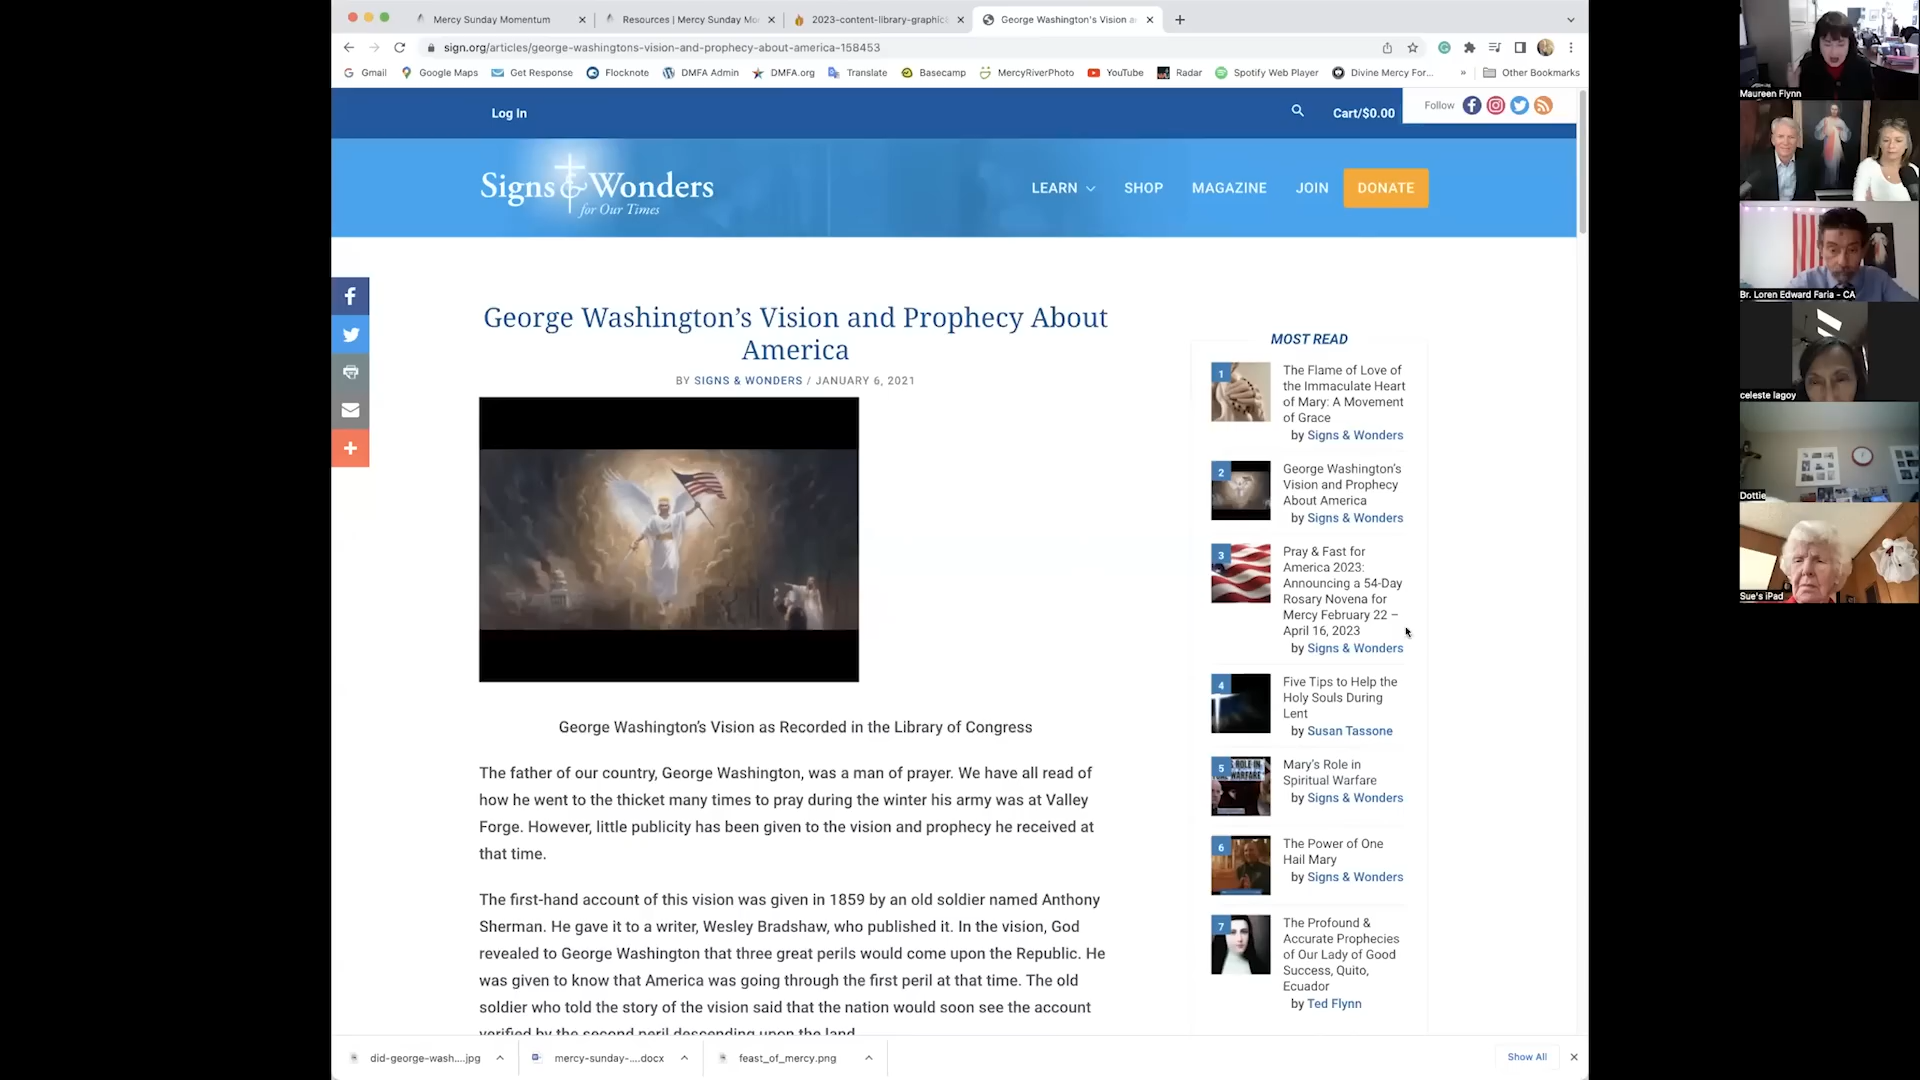 Mercy Sunday Momentum
Resources | Mercy Sunday Mo
2023-content-library-graphic
George Washington's Vision a
sign.org/articles/george-washingtons-vision-and-prophecy-about-america-158453
Gmail
Google Maps
Get Response
Flocknote
DMFA Admin
DMFA.org
Translate
Basecamp
MercyRiverPhoto
YouTube
Radar
Spotify Web Player
Divine Mercy For...
»
Other Bookmarks
Log In
Cart/$0.00
Follow
Signs & Wonders
for Our Times
LEARN
SHOP
MAGAZINE
JOIN
DONATE
George Washington's Vision and Prophecy About
America
BY SIGNS & WONDERS / JANUARY 6, 2021
George Washington's Vision as Recorded in the Library of Congress
The father of our country, George Washington, was a man of prayer. We have all read of
how he went to the thicket many times to pray during the winter his army was at Valley
Forge. However, little publicity has been given to the vision and prophecy he received at
that time.
The first-hand account of this vision was given in 1859 by an old soldier named Anthony
Sherman. He gave it to a writer, Wesley Bradshaw, who published it. In the vision, God
revealed to George Washington that three great perils would come upon the Republic. He
was given to know that America was going through the first peril at that time. The old
soldier who told the story of the vision said that the nation would soon see the account
verified by the second peril descending upon the land.
MOST READ
1
The Flame of Love of
the Immaculate Heart
of Mary: A Movement
of Grace
by Signs & Wonders
2
George Washington's
Vision and Prophecy
About America
by Signs & Wonders
3
Pray & Fast for
America 2023:
Announcing a 54-Day
Rosary Novena for
Mercy February 22 –
April 16, 2023
by Signs & Wonders
4
Five Tips to Help the
Holy Souls During
Lent
by Susan Tassone
5
ROLE IN
WARFARE
Mary's Role in
Spiritual Warfare
by Signs & Wonders
6
The Power of One
Hail Mary
by Signs & Wonders
7
The Profound &
Accurate Prophecies
of Our Lady of Good
Success, Quito,
Ecuador
by Ted Flynn
did-george-wash....jpg
mercy-sunday-....docx
feast_of_mercy.png
Show All
Maureen Flynn
Br. Loren Edward Faria - CA
celeste lagoy
Dottie
Sue's iPad